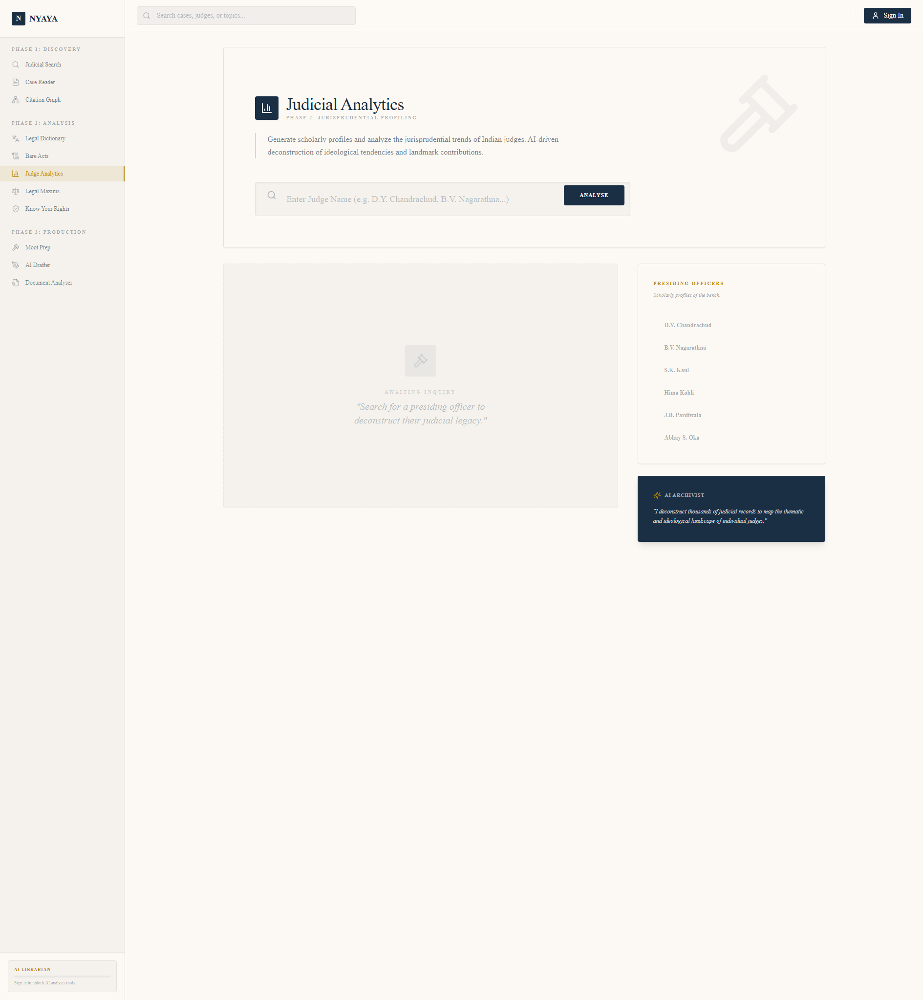 N NYAYA
Search cases, judges, or topics...
Sign In
PHASE 1: DISCOVERY
Judicial Search
Case Reader
Citation Graph
PHASE 2: ANALYSIS
Legal Dictionary
Bare Acts
Judge Analytics
Legal Maxims
Know Your Rights
PHASE 3: PRODUCTION
Moot Prep
AI Drafter
Document Analyser
AI LIBRARIAN
Sign in to unlock AI analysis tools.
Judicial Analytics
PHASE 2: JURISPRUDENTIAL PROFILING
Generate scholarly profiles and analyze the jurisprudential trends of Indian judges. AI-driven
deconstruction of ideological tendencies and landmark contributions.
Enter Judge Name (e.g. D.Y. Chandrachud, B.V. Nagarathna...)
ANALYSE
AWAITING INQUIRY
"Search for a presiding officer to
deconstruct their judicial legacy."
PRESIDING OFFICERS
Scholarly profiles of the bench.
D.Y. Chandrachud
B.V. Nagarathna
S.K. Kaul
Hima Kohli
J.B. Pardiwala
Abhay S. Oka
AI ARCHIVIST
"I deconstruct thousands of judicial records to map the thematic
and ideological landscape of individual judges."